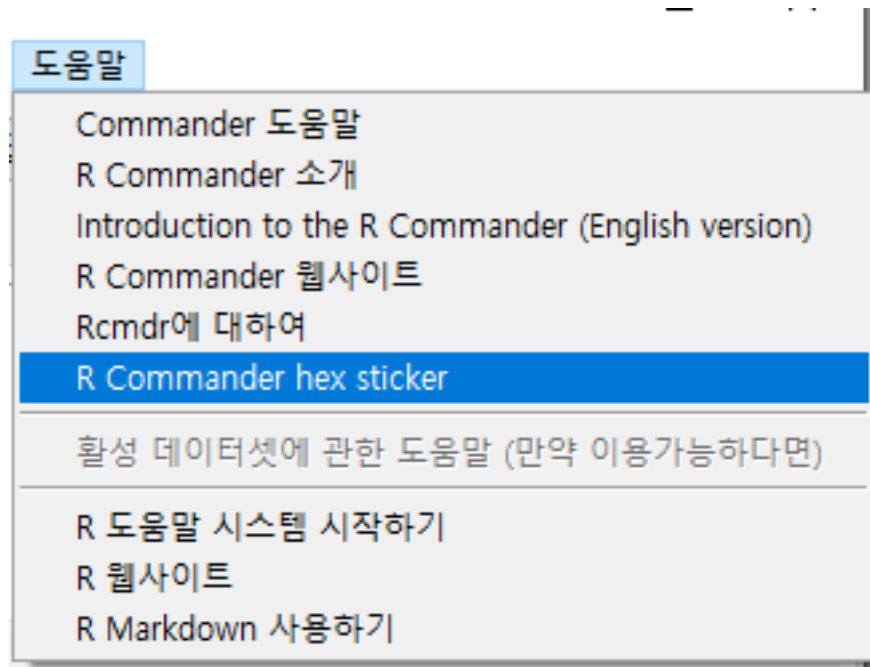 도움말
Commander 도움말
R Commander 소개
Introduction to the R Commander (English version)
R Commander 웹사이트
Rcmdr에 대하여
R Commander hex sticker
활성 데이터셋에 관한 도움말 (만약 이용가능하다면)
R 도움말 시스템 시작하기
R 웹사이트
R Markdown 사용하기